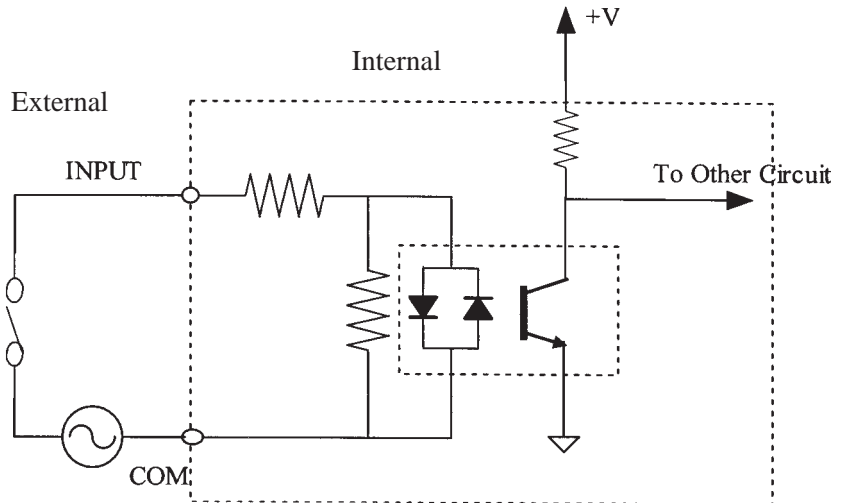 +V
Internal
External
INPUT
To Other Circuit
COM